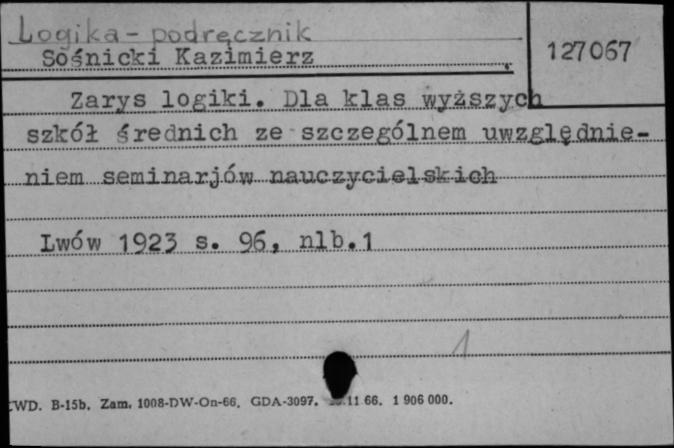 Logika - podręcznik
127067
Sośnicki Kazimierz
Zarys logiki. Dla klas wyższych
szkół średnich ze szczególnem uwzględnie-
niem seminarjów nauczycielskich
Lwów 1923 s. 96, nlb.1
1
WD. B-15b. Zam. 1008-DW-On-66. GDA-3097. 11 66. 1 906 000.